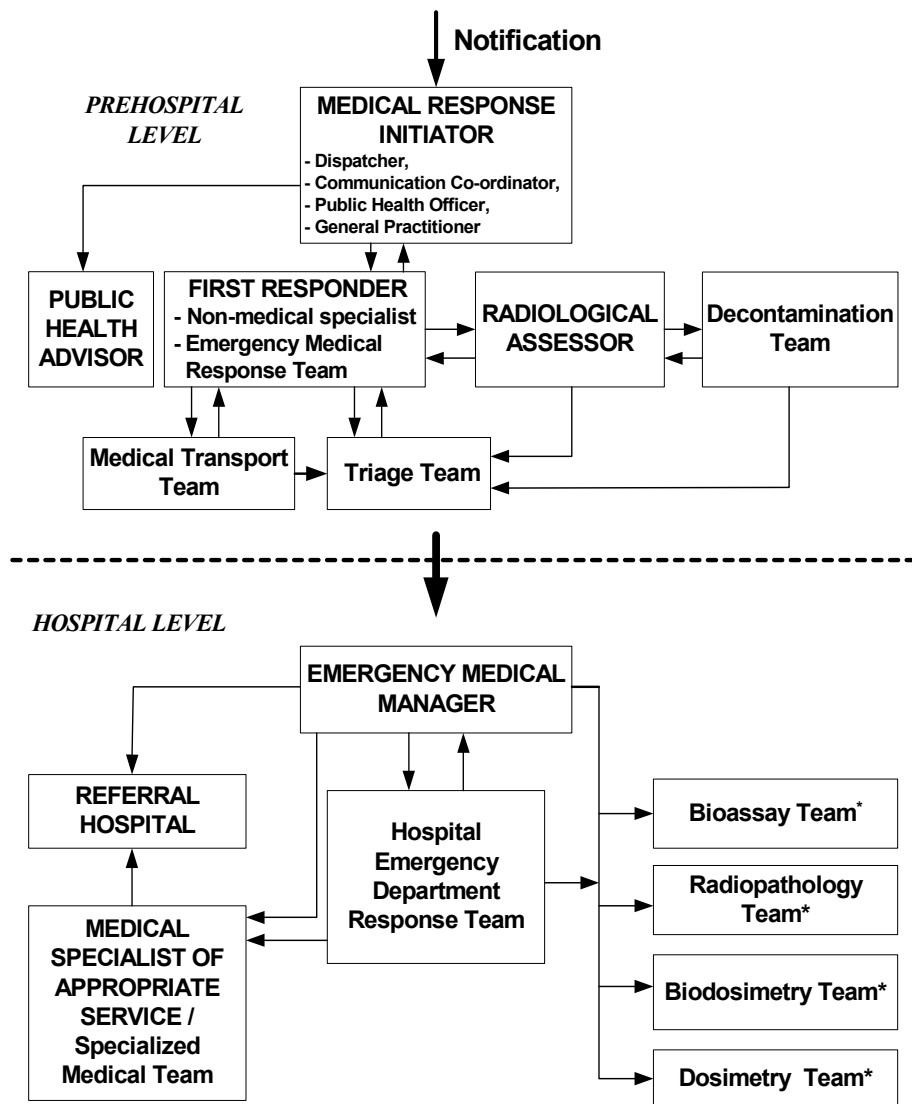 Notification
PREHOSPITAL
LEVEL
MEDICAL RESPONSE
INITIATOR
- Dispatcher,
- Communication Co-ordinator,
- Public Health Officer,
- General Practitioner
PUBLIC
HEALTH
ADVISOR
FIRST RESPONDER
- Non-medical specialist
- Emergency Medical
Response Team
RADIOLOGICAL
ASSESSOR
Decontamination
Team
Medical Transport
Team
Triage Team
HOSPITAL LEVEL
EMERGENCY MEDICAL
MANAGER
REFERRAL
HOSPITAL
Hospital
Emergency
Department
Response Team
MEDICAL
SPECIALIST OF
APPROPRIATE
SERVICE /
Specialized
Medical Team
Bioassay Team*
Radiopathology
Team*
Biodosimetry Team*
Dosimetry Team*